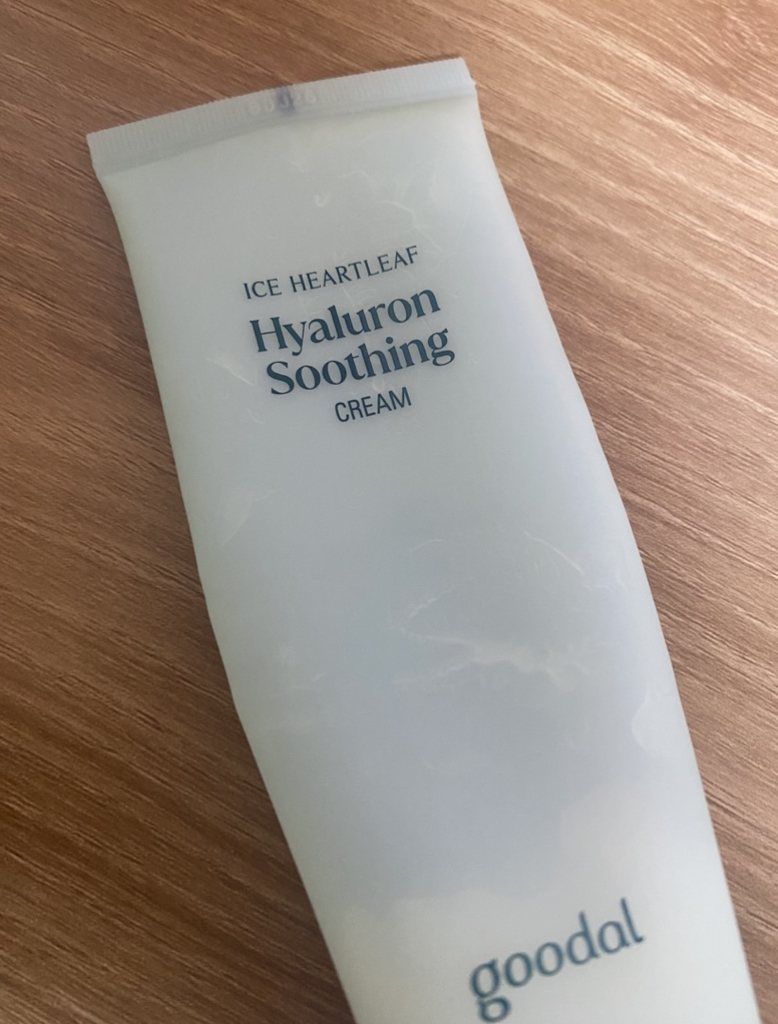 ICE HEARTLEAF
Hyaluron
Soothing
CREAM
goodal